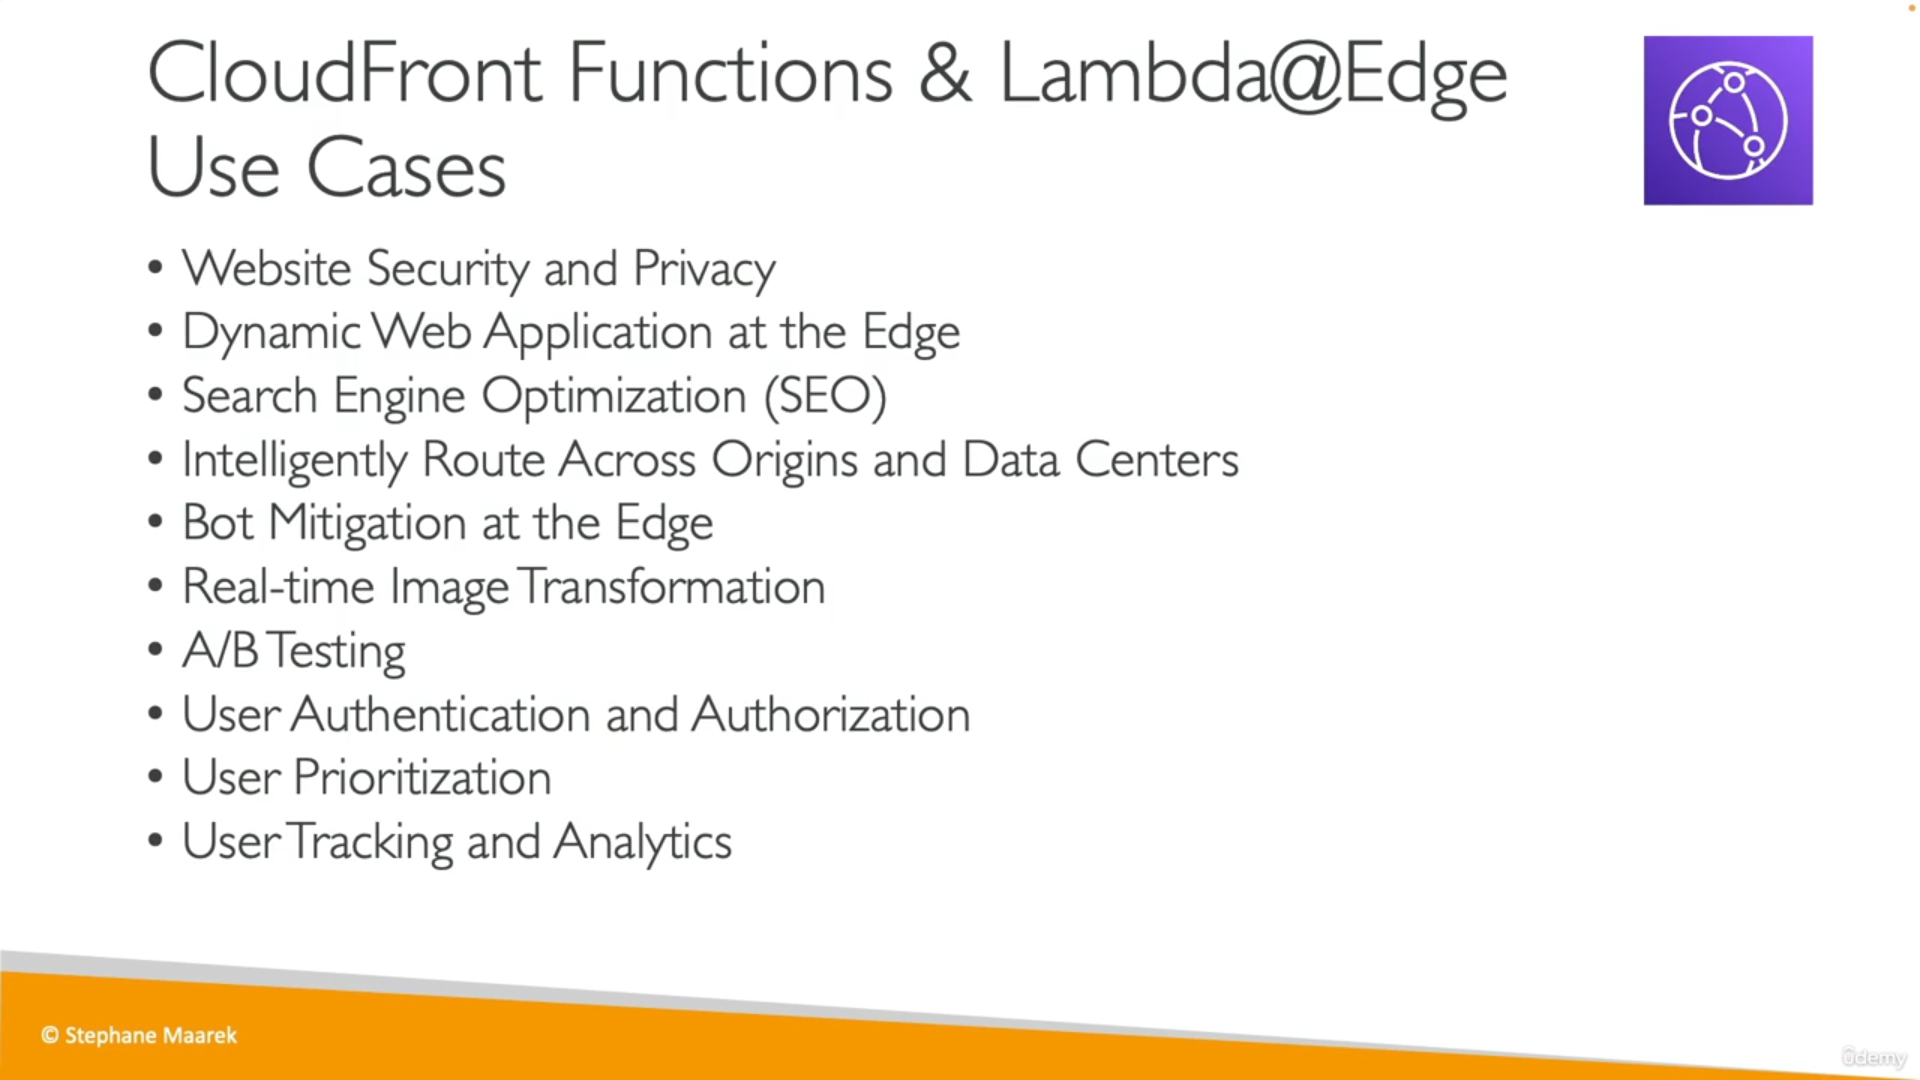 CloudFront Functions & Lambda@Edge
Use Cases
• Website Security and Privacy
• Dynamic Web Application at the Edge
• Search Engine Optimization (SEO)
• Intelligently Route Across Origins and Data Centers
• Bot Mitigation at the Edge
• Real-time Image Transformation
• A/B Testing
• User Authentication and Authorization
• User Prioritization
• User Tracking and Analytics
© Stephane Maarek
ûdemy